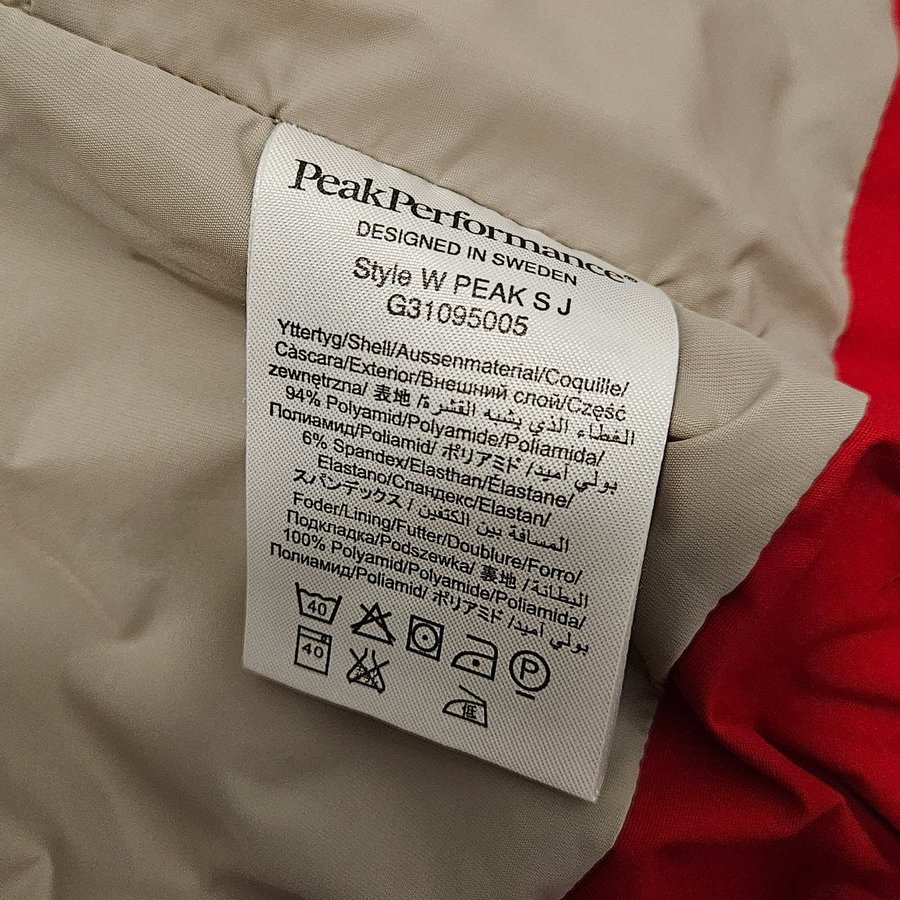 PeakPerformance®
DESIGNED IN SWEDEN
Style W PEAK S J
G31095005
Yttertyg/Shell/Aussenmaterial/Coquille/
Càscara/Exterior/Внешний слой/Część
zewnętrzna/ 表地 /الغطاء الذي يشبه القشرة
94% Polyamid/Polyamide/Poliamida/
Полиамид/Poliamid/ ポリアミド /بولي أميد
6% Spandex/Elasthan/Élastane/
Elastano/Спандекс/Elastan/
スパンデックス / المسافة بين الكتفين
Foder/Lining/Futter/Doublure/Forro/
Подкладка/Podszewka/ 裏地 /البطانة
100% Polyamid/Polyamide/Poliamida/
Полиамид/Poliamid/ ポリアミド /بولي أميد
40
P
40
低